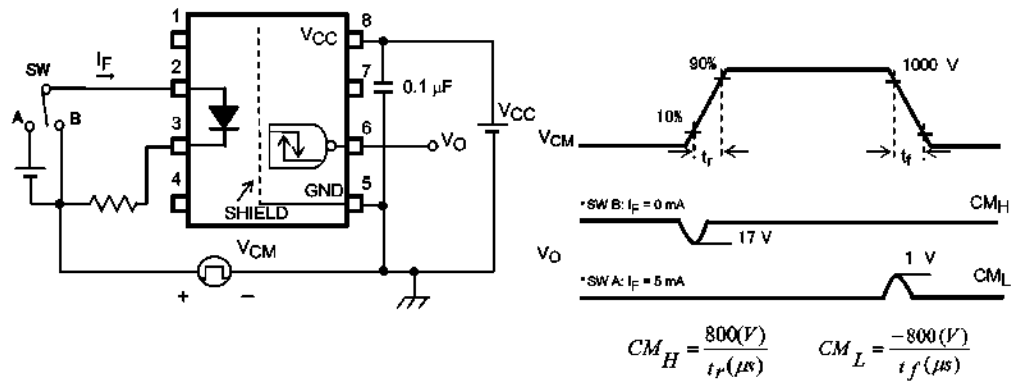 1
8
VCC
IF
SW
2
7
0.1 μF
A
B
VCC
3
6
VO
4
GND
5
SHIELD
VCM
+ −
90%
1000 V
10%
VCM
tr
tf
* SW B: IF = 0 mA
CMH
17 V
VO
1 V
* SW A: IF = 5 mA
CML
CM H = 800(V) / tr (μs)
CM L = −800(V) / tf (μs)